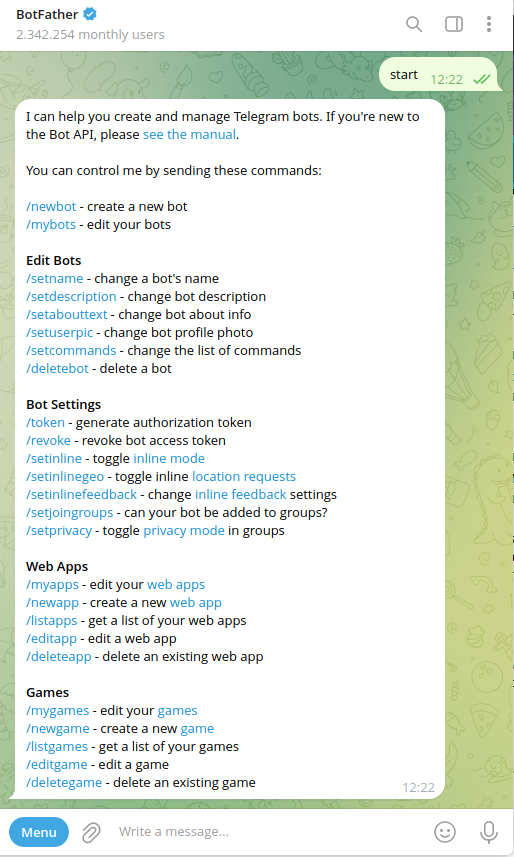 BotFather
2.342.254 monthly users
start 12:22
I can help you create and manage Telegram bots. If you're new to
the Bot API, please see the manual.
You can control me by sending these commands:
/newbot - create a new bot
/mybots - edit your bots
Edit Bots
/setname - change a bot's name
/setdescription - change bot description
/setabouttext - change bot about info
/setuserpic - change bot profile photo
/setcommands - change the list of commands
/deletebot - delete a bot
Bot Settings
/token - generate authorization token
/revoke - revoke bot access token
/setinline - toggle inline mode
/setinlinegeo - toggle inline location requests
/setinlinefeedback - change inline feedback settings
/setjoingroups - can your bot be added to groups?
/setprivacy - toggle privacy mode in groups
Web Apps
/myapps - edit your web apps
/newapp - create a new web app
/listapps - get a list of your web apps
/editapp - edit a web app
/deleteapp - delete an existing web app
Games
/mygames - edit your games
/newgame - create a new game
/listgames - get a list of your games
/editgame - edit a game
/deletegame - delete an existing game
12:22
Menu
Write a message...